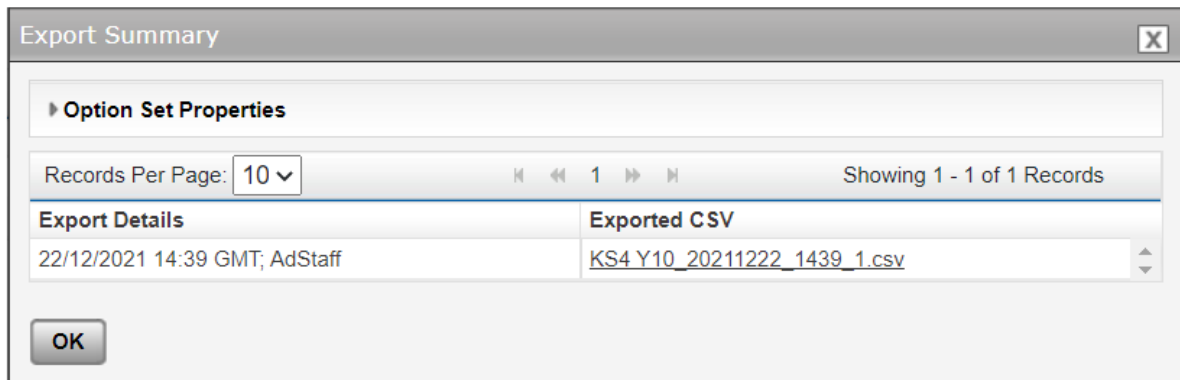 Export Summary
X
Option Set Properties
Records Per Page: 10 1 Showing 1 - 1 of 1 Records
Export Details Exported CSV
22/12/2021 14:39 GMT; AdStaff KS4 Y10_20211222_1439_1.csv
OK